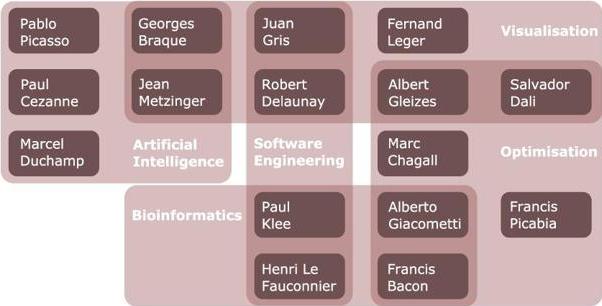 Pablo
Picasso
Georges
Braque
Juan
Gris
Fernand
Leger
Visualisation
Paul
Cezanne
Jean
Metzinger
Robert
Delaunay
Albert
Gleizes
Salvador
Dali
Marcel
Duchamp
Artificial
Intelligence
Software
Engineering
Marc
Chagall
Optimisation
Bioinformatics
Paul
Klee
Alberto
Giacometti
Francis
Picabia
Henri Le
Fauconnier
Francis
Bacon